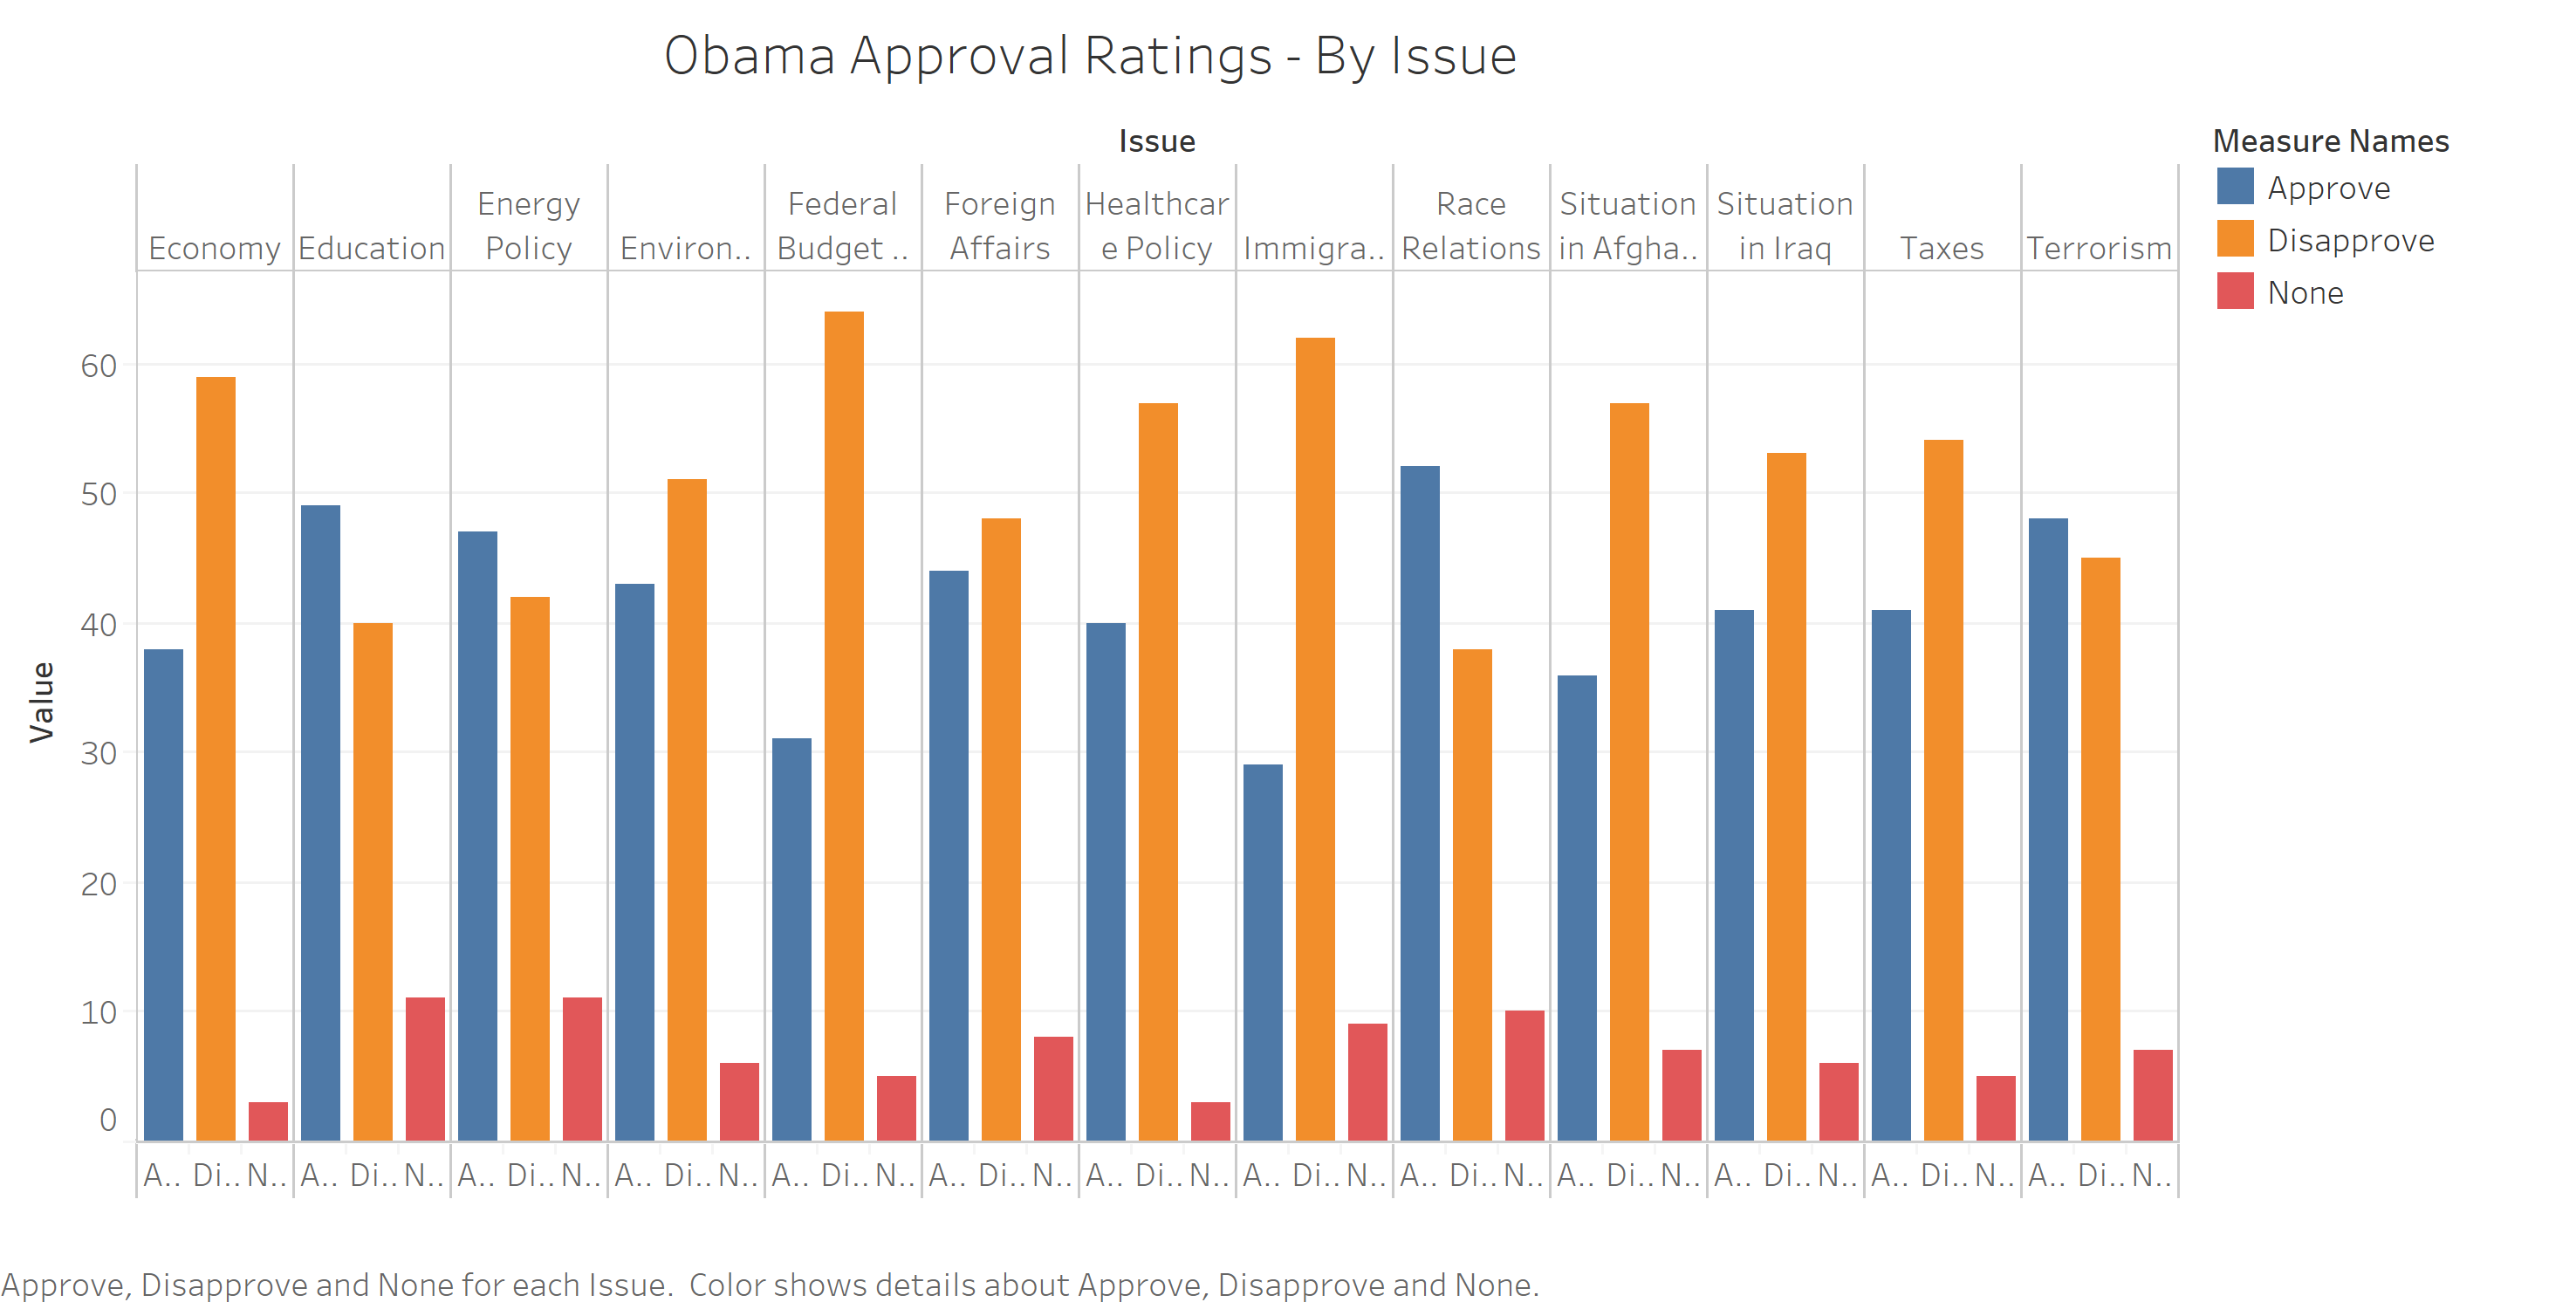 Obama Approval Ratings - By Issue
Issue
Economy
Education
Energy
Policy
Environ..
Federal
Budget ..
Foreign
Affairs
Healthcar
e Policy
Immigra..
Race
Relations
Situation
in Afgha..
Situation
in Iraq
Taxes
Terrorism
Measure Names
Approve
Disapprove
None
Value
60
50
40
30
20
10
0
A.. Di.. N.. A.. Di.. N.. A.. Di.. N.. A.. Di.. N.. A.. Di.. N.. A.. Di.. N.. A.. Di.. N.. A.. Di.. N.. A.. Di.. N.. A.. Di.. N.. A.. Di.. N.. A.. Di.. N.. A.. Di.. N..
Approve, Disapprove and None for each Issue.  Color shows details about Approve, Disapprove and None.